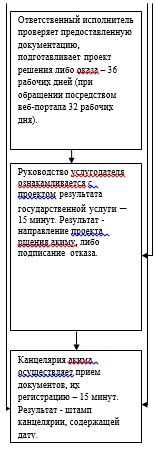 Ответственный исполнитель
проверяет предоставленную
документацию,
подготавливает проект
решения либо оказа – 36
рабочих дней (при
обращении посредством
веб-портала 32 рабочих
дня).
Руководство услугодателя
ознакамливается с
проектом результата
государственной услуги –
15 минут. Результат -
направление проекта
ршения акиму, либо
подписание отказа.
Канцелярия акима
осуществляет прием
документов, их
регистрацию – 15 минут.
Результат - штамп
канцелярии, содержащей
дату.